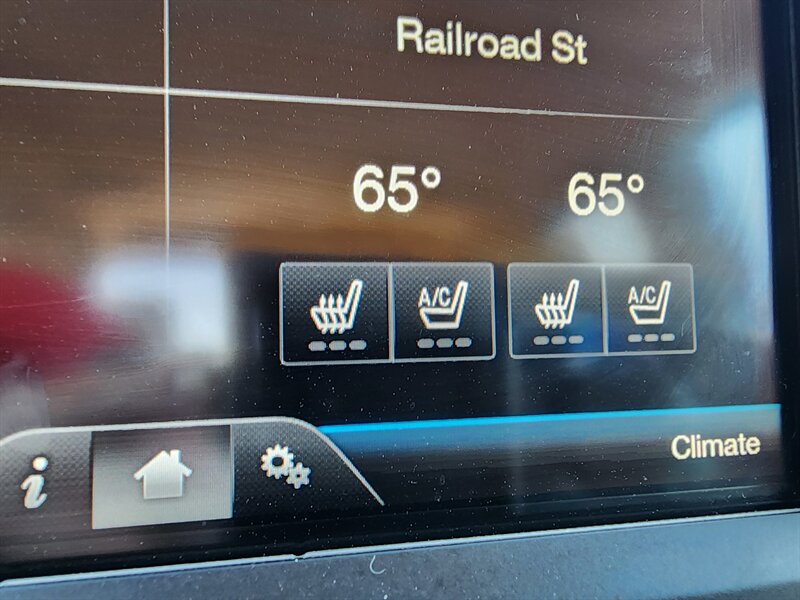 Railroad St
65° 65°
A/C A/C
i
Climate